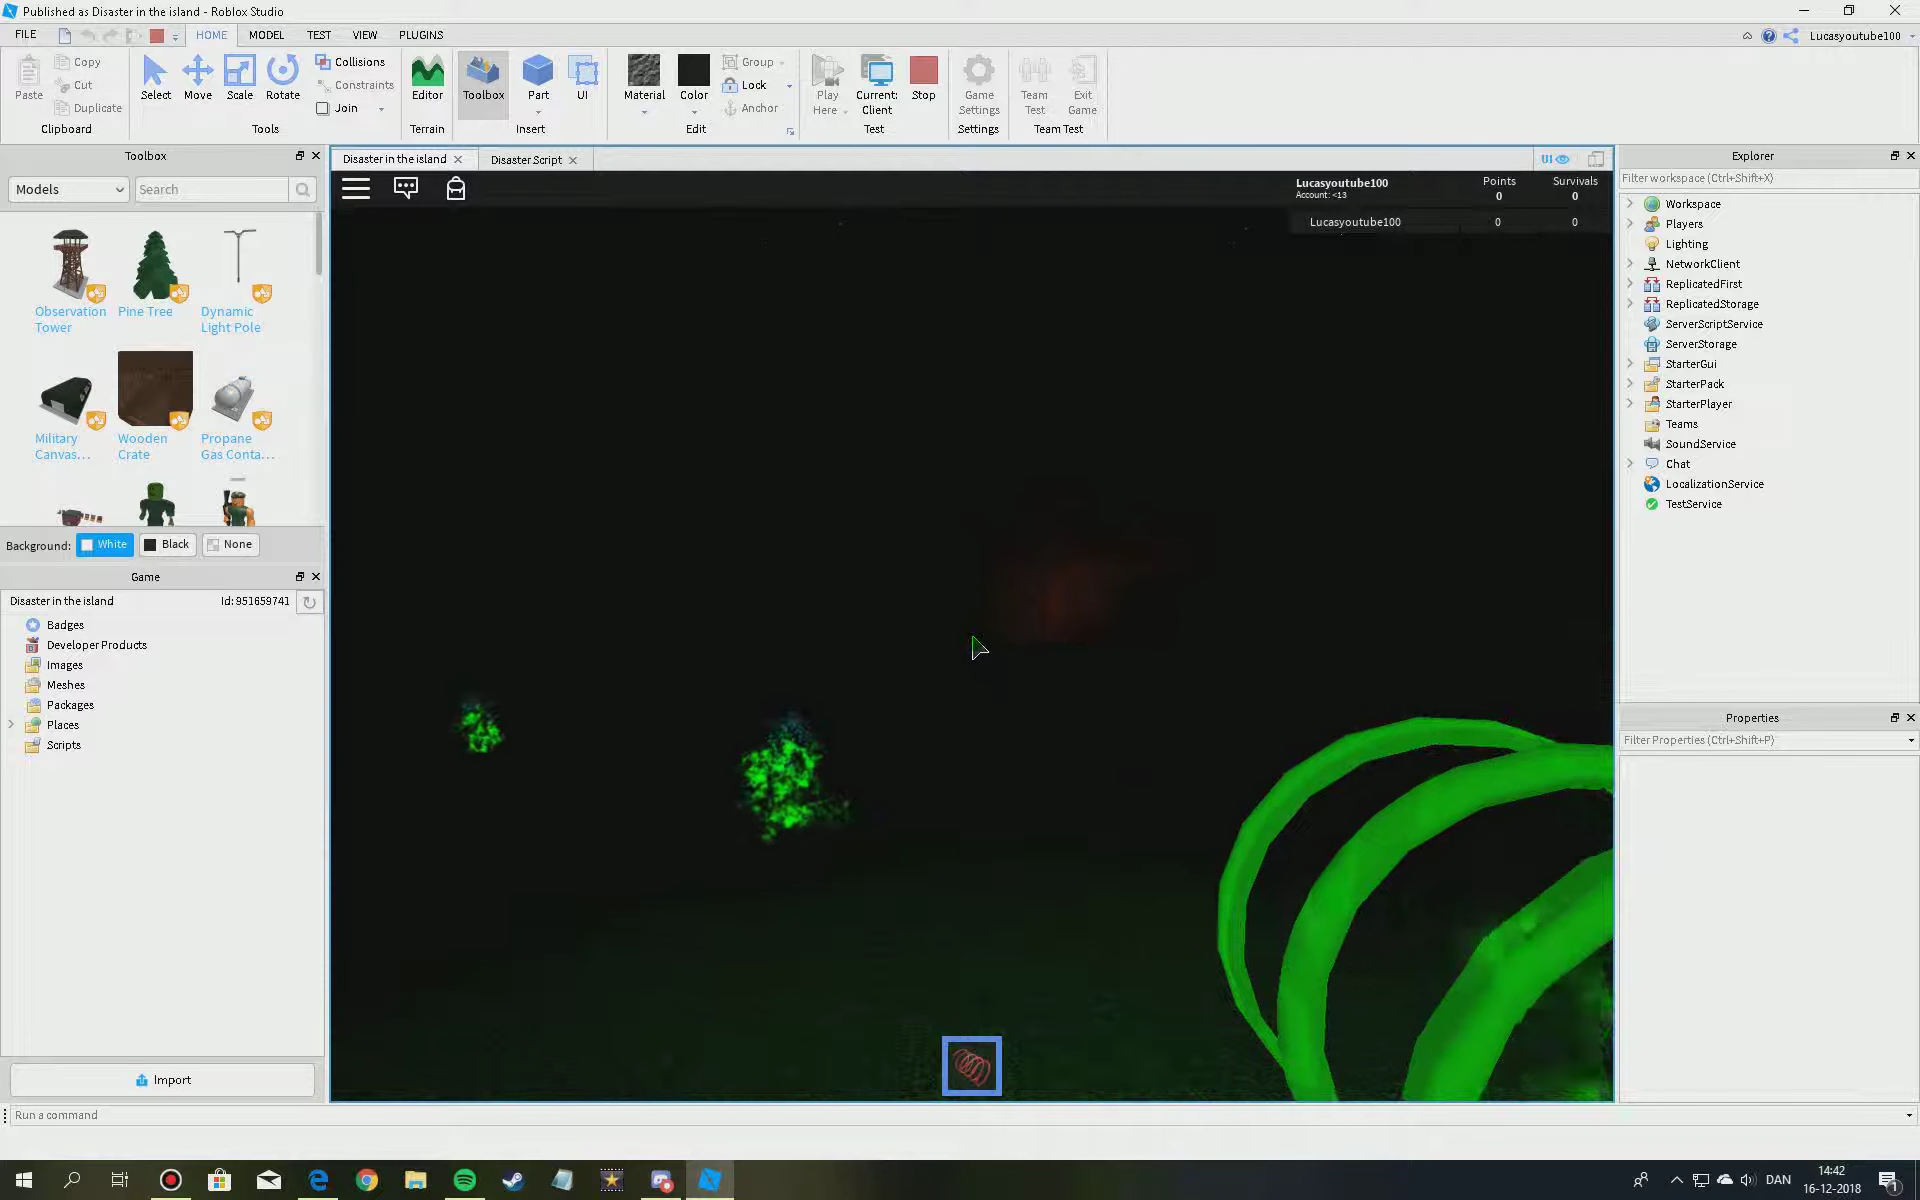 Published as Disaster in the island - Roblox Studio
FILE HOME MODEL TEST VIEW PLUGINS
Lucasyoutube100
Paste
Copy
Cut
Duplicate
Clipboard
Select
Move
Scale
Rotate
Collisions
Constraints
Join
Tools
Editor
Terrain
Toolbox
Part
UI
Insert
Material
Color
Group
Lock
Anchor
Edit
Play Here
Current: Client
Stop
Test
Game Settings
Settings
Team Test
Exit Game
Team Test
Toolbox
Models
Search
Observation Tower
Pine Tree
Dynamic Light Pole
Military Canvas...
Wooden Crate
Propane Gas Conta...
Background: White Black None
Game
Disaster in the island Id: 951659741
Badges
Developer Products
Images
Meshes
Packages
Places
Scripts
Import
Run a command
Disaster in the island
Disaster Script
UI
Lucasyoutube100 Points Survivals
Account: <13 0 0
Lucasyoutube100 0 0
Explorer
Filter workspace (Ctrl+Shift+X)
Workspace
Players
Lighting
NetworkClient
ReplicatedFirst
ReplicatedStorage
ServerScriptService
ServerStorage
StarterGui
StarterPack
StarterPlayer
Teams
SoundService
Chat
LocalizationService
TestService
Properties
Filter Properties (Ctrl+Shift+P)
DAN
14:42
16-12-2018
1